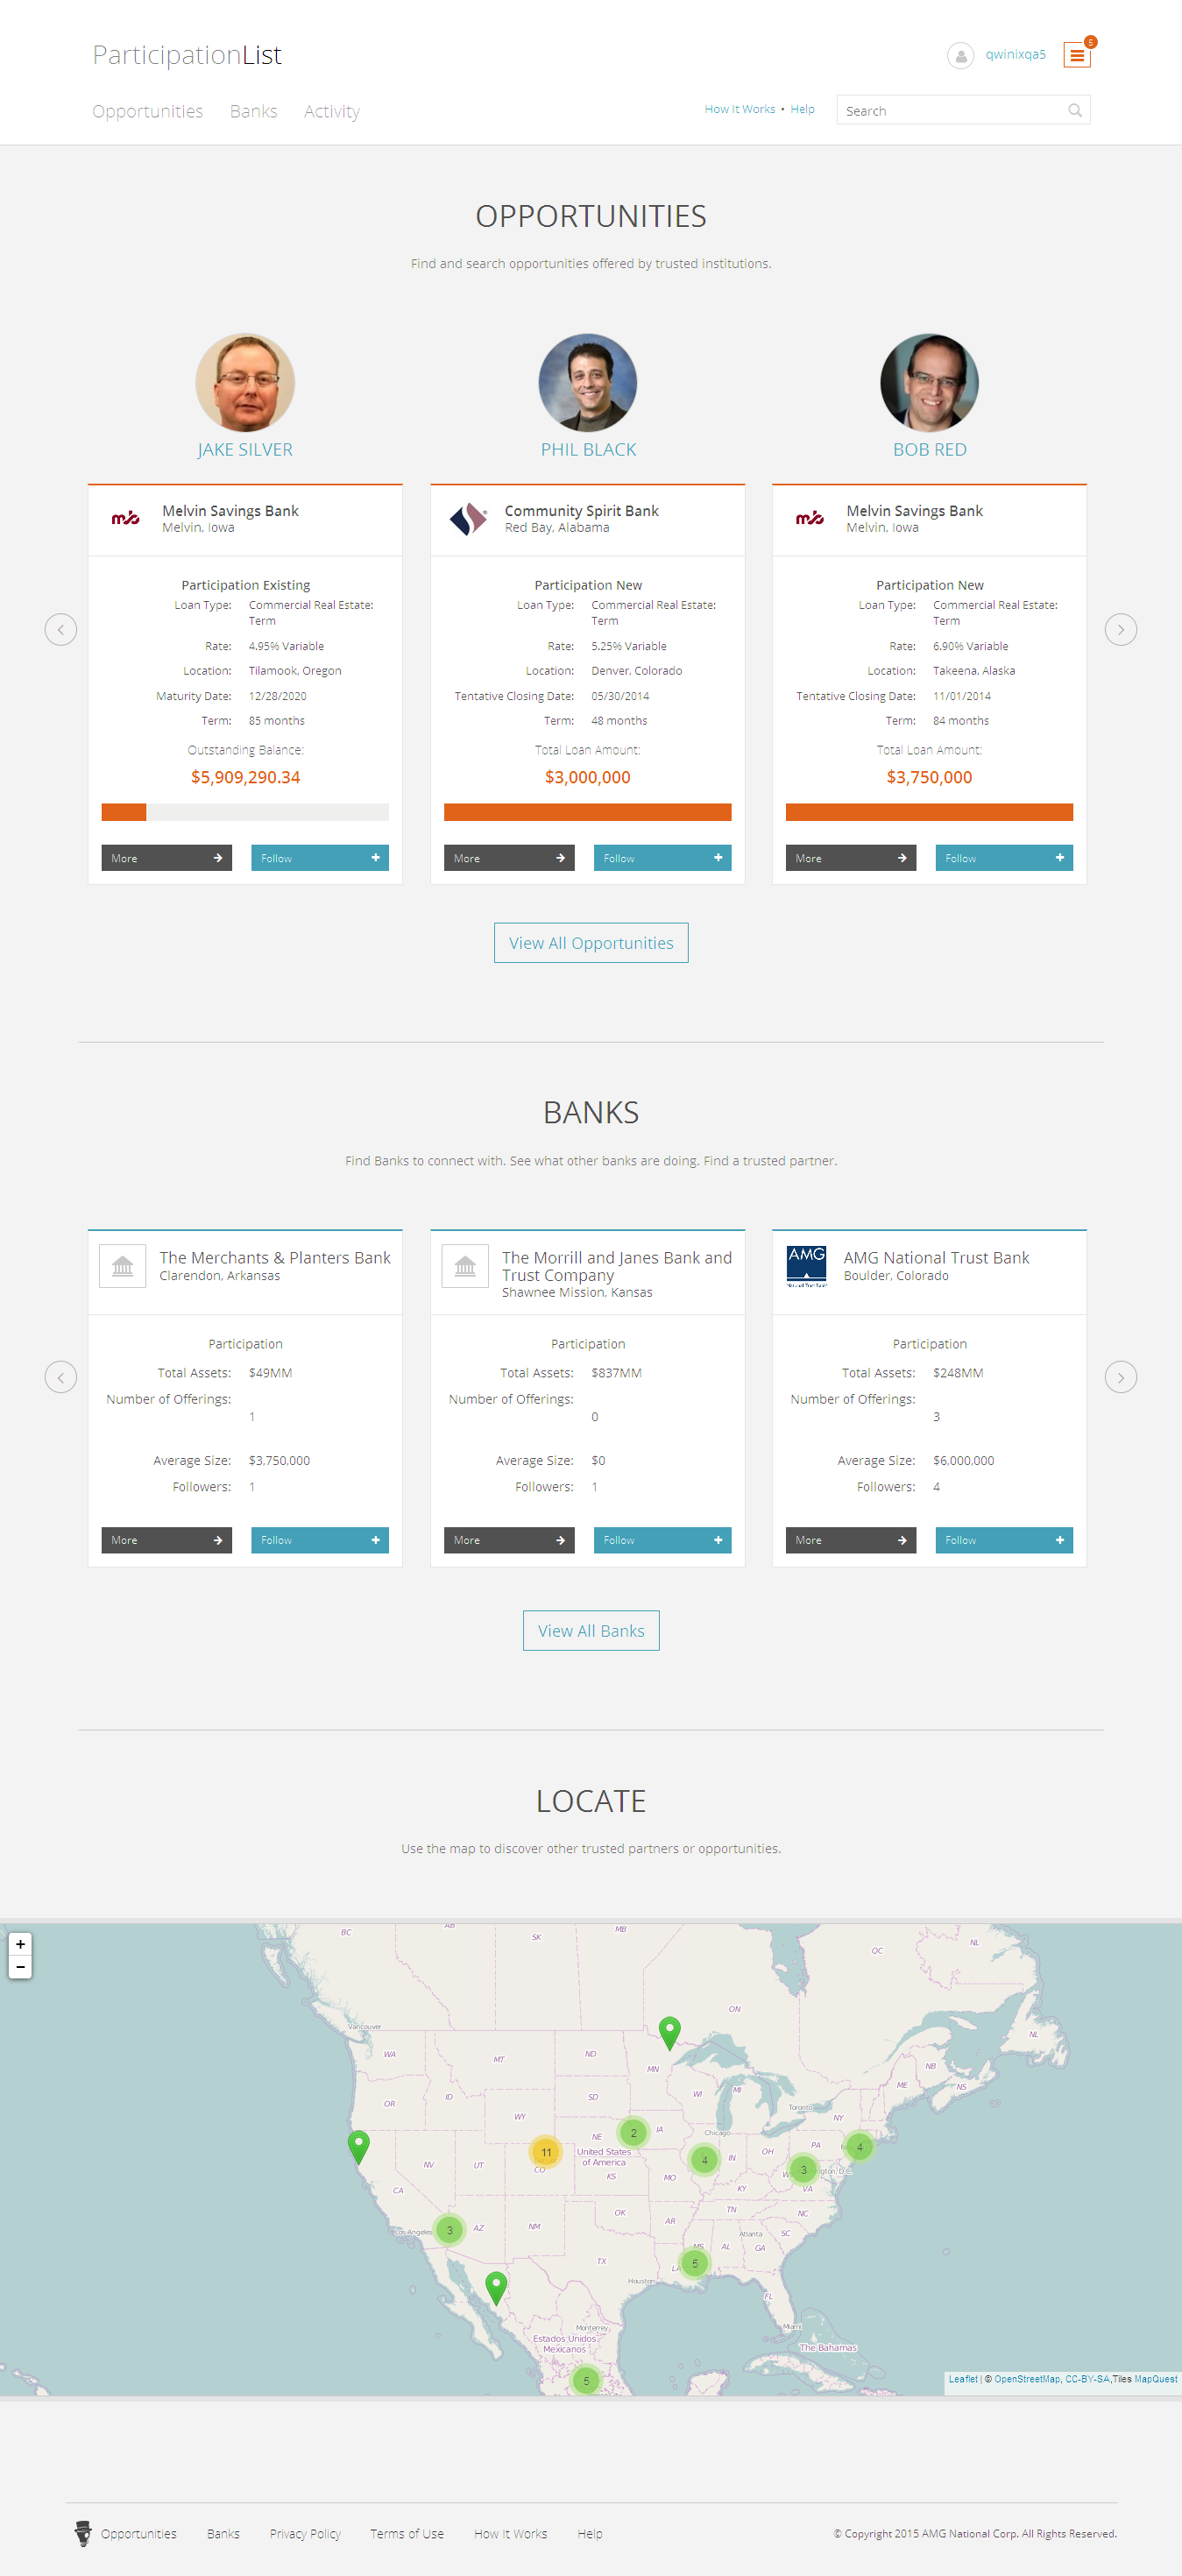 ParticipationList
qwinixqa5
5
Opportunities Banks Activity
How It Works • Help
Search
OPPORTUNITIES
Find and search opportunities offered by trusted institutions.
JAKE SILVER
mb
Melvin Savings Bank
Melvin, Iowa
Participation Existing
Loan Type: Commercial Real Estate:
Term
Rate: 4.95% Variable
Location: Tilamook, Oregon
Maturity Date: 12/28/2020
Term: 85 months
Outstanding Balance:
$5,909,290.34
More
Follow
PHIL BLACK
Community Spirit Bank
Red Bay, Alabama
Participation New
Loan Type: Commercial Real Estate:
Term
Rate: 5.25% Variable
Location: Denver, Colorado
Tentative Closing Date: 05/30/2014
Term: 48 months
Total Loan Amount:
$3,000,000
More
Follow
BOB RED
mb
Melvin Savings Bank
Melvin, Iowa
Participation New
Loan Type: Commercial Real Estate:
Term
Rate: 6.90% Variable
Location: Takeena, Alaska
Tentative Closing Date: 11/01/2014
Term: 84 months
Total Loan Amount:
$3,750,000
More
Follow
View All Opportunities
BANKS
Find Banks to connect with. See what other banks are doing. Find a trusted partner.
The Merchants & Planters Bank
Clarendon, Arkansas
Participation
Total Assets: $49MM
Number of Offerings:
1
Average Size: $3,750,000
Followers: 1
More
Follow
The Morrill and Janes Bank and
Trust Company
Shawnee Mission, Kansas
Participation
Total Assets: $837MM
Number of Offerings:
0
Average Size: $0
Followers: 1
More
Follow
AMG
AMG National Trust Bank
Boulder, Colorado
Participation
Total Assets: $248MM
Number of Offerings:
3
Average Size: $6,000,000
Followers: 4
More
Follow
View All Banks
LOCATE
Use the map to discover other trusted partners or opportunities.
+
−
BC
AB
SK
MB
QC
NL
ON
Vancouver
NL
WA
MT
ND
MN
NB
NS
ME
OR
ID
SD
WI
MI
WY
Toronto
NY
NE
2
IA
Chicago
PA
4
11
CO
United States
of America
4
IN
OH
3
NV
UT
KS
MO
KY
VA
CA
OK
AR
TN
NC
3
Los Angeles
AZ
NM
Atlanta
SC
MS
AL
GA
TX
LA
5
Houston
FL
Miami
Monterrey
Estados Unidos
Mexicanos
The Bahamas
5
Leaflet | © OpenStreetMap, CC-BY-SA,Tiles MapQuest
Opportunities Banks Privacy Policy Terms of Use How It Works Help
© Copyright 2015 AMG National Corp. All Rights Reserved.